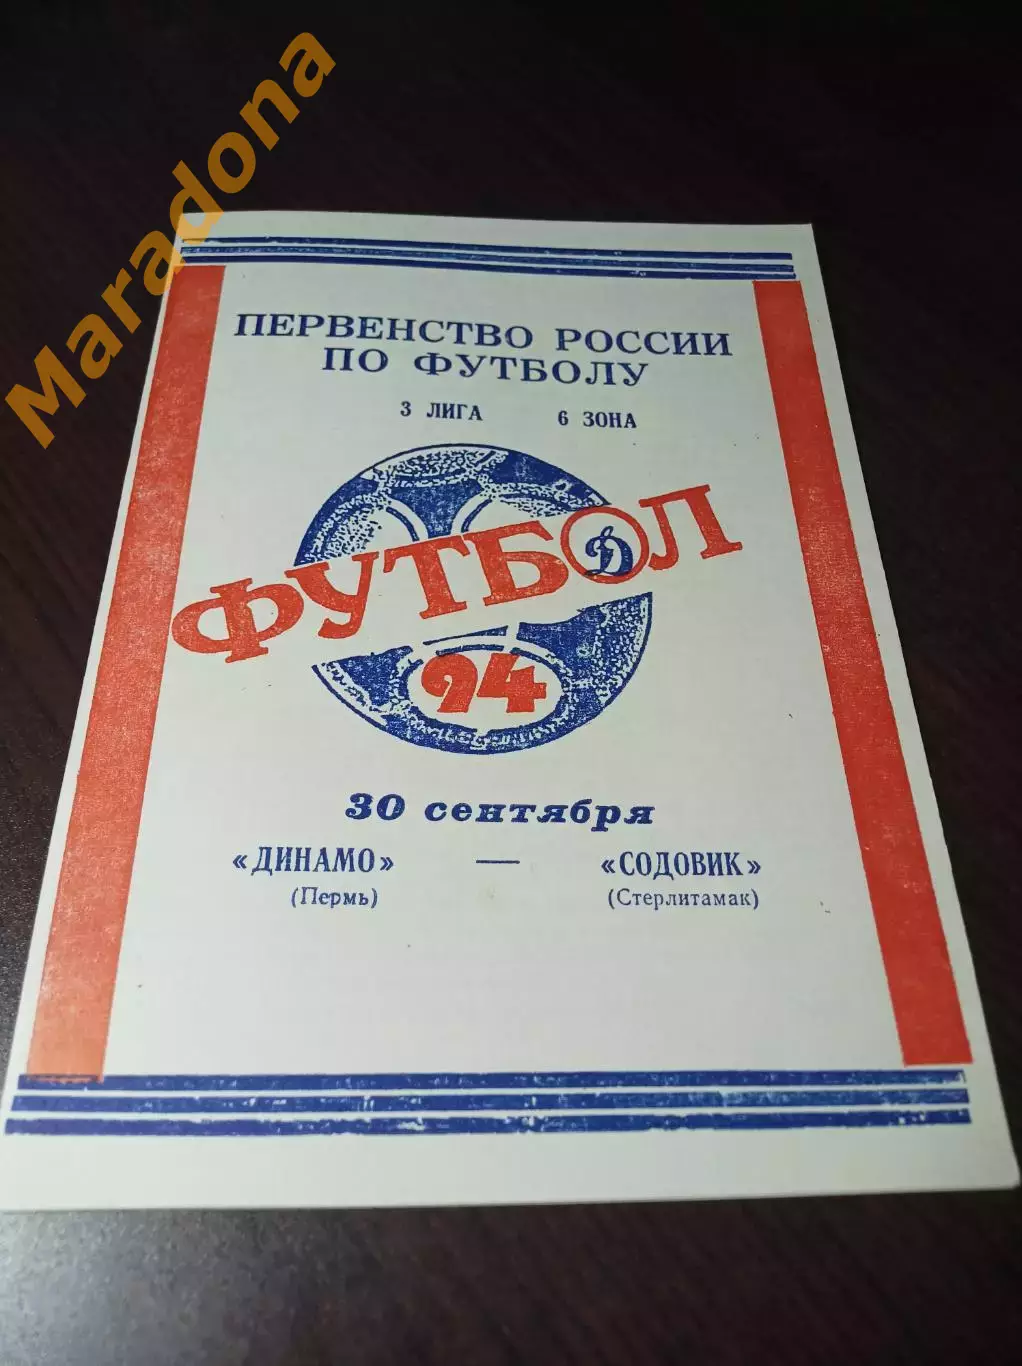 Maradona
ПЕРВЕНСТВО РОССИИ
ПО ФУТБОЛУ
3 ЛИГА 6 ЗОНА
ФУТБОЛ
Д
94
30 сентября
«ДИНАМО» — «СОДОВИК»
(Пермь) (Стерлитамак)